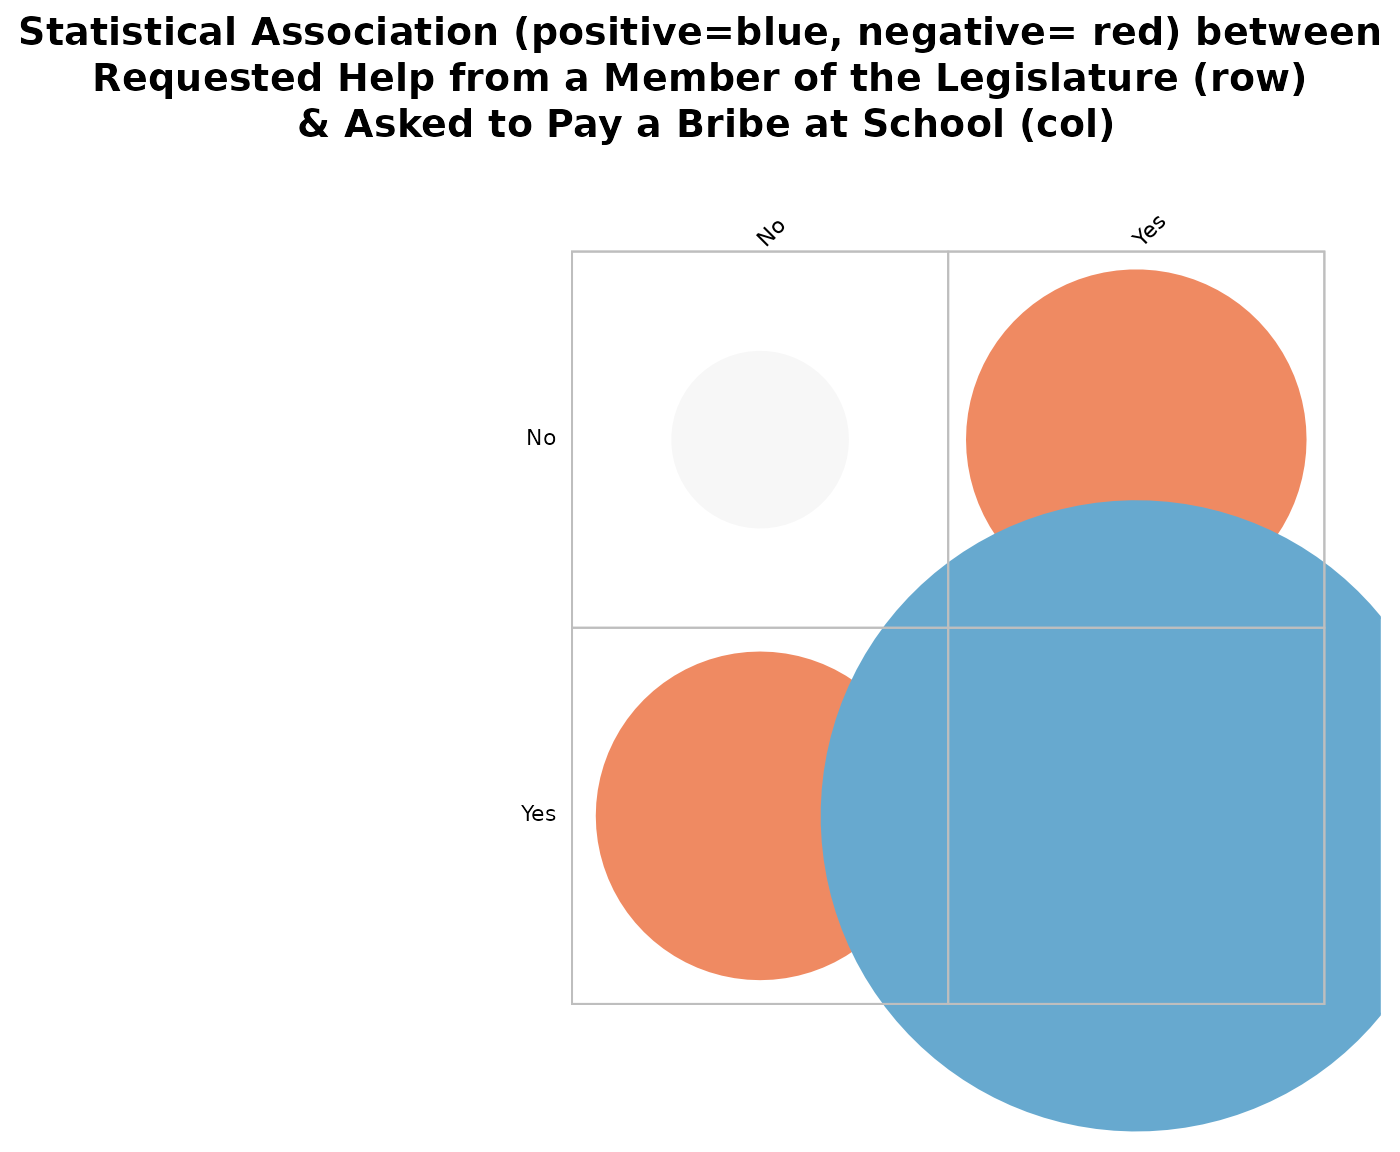 Statistical Association (positive=blue, negative= red) between
Requested Help from a Member of the Legislature (row)
& Asked to Pay a Bribe at School (col)
No
Yes
No
Yes